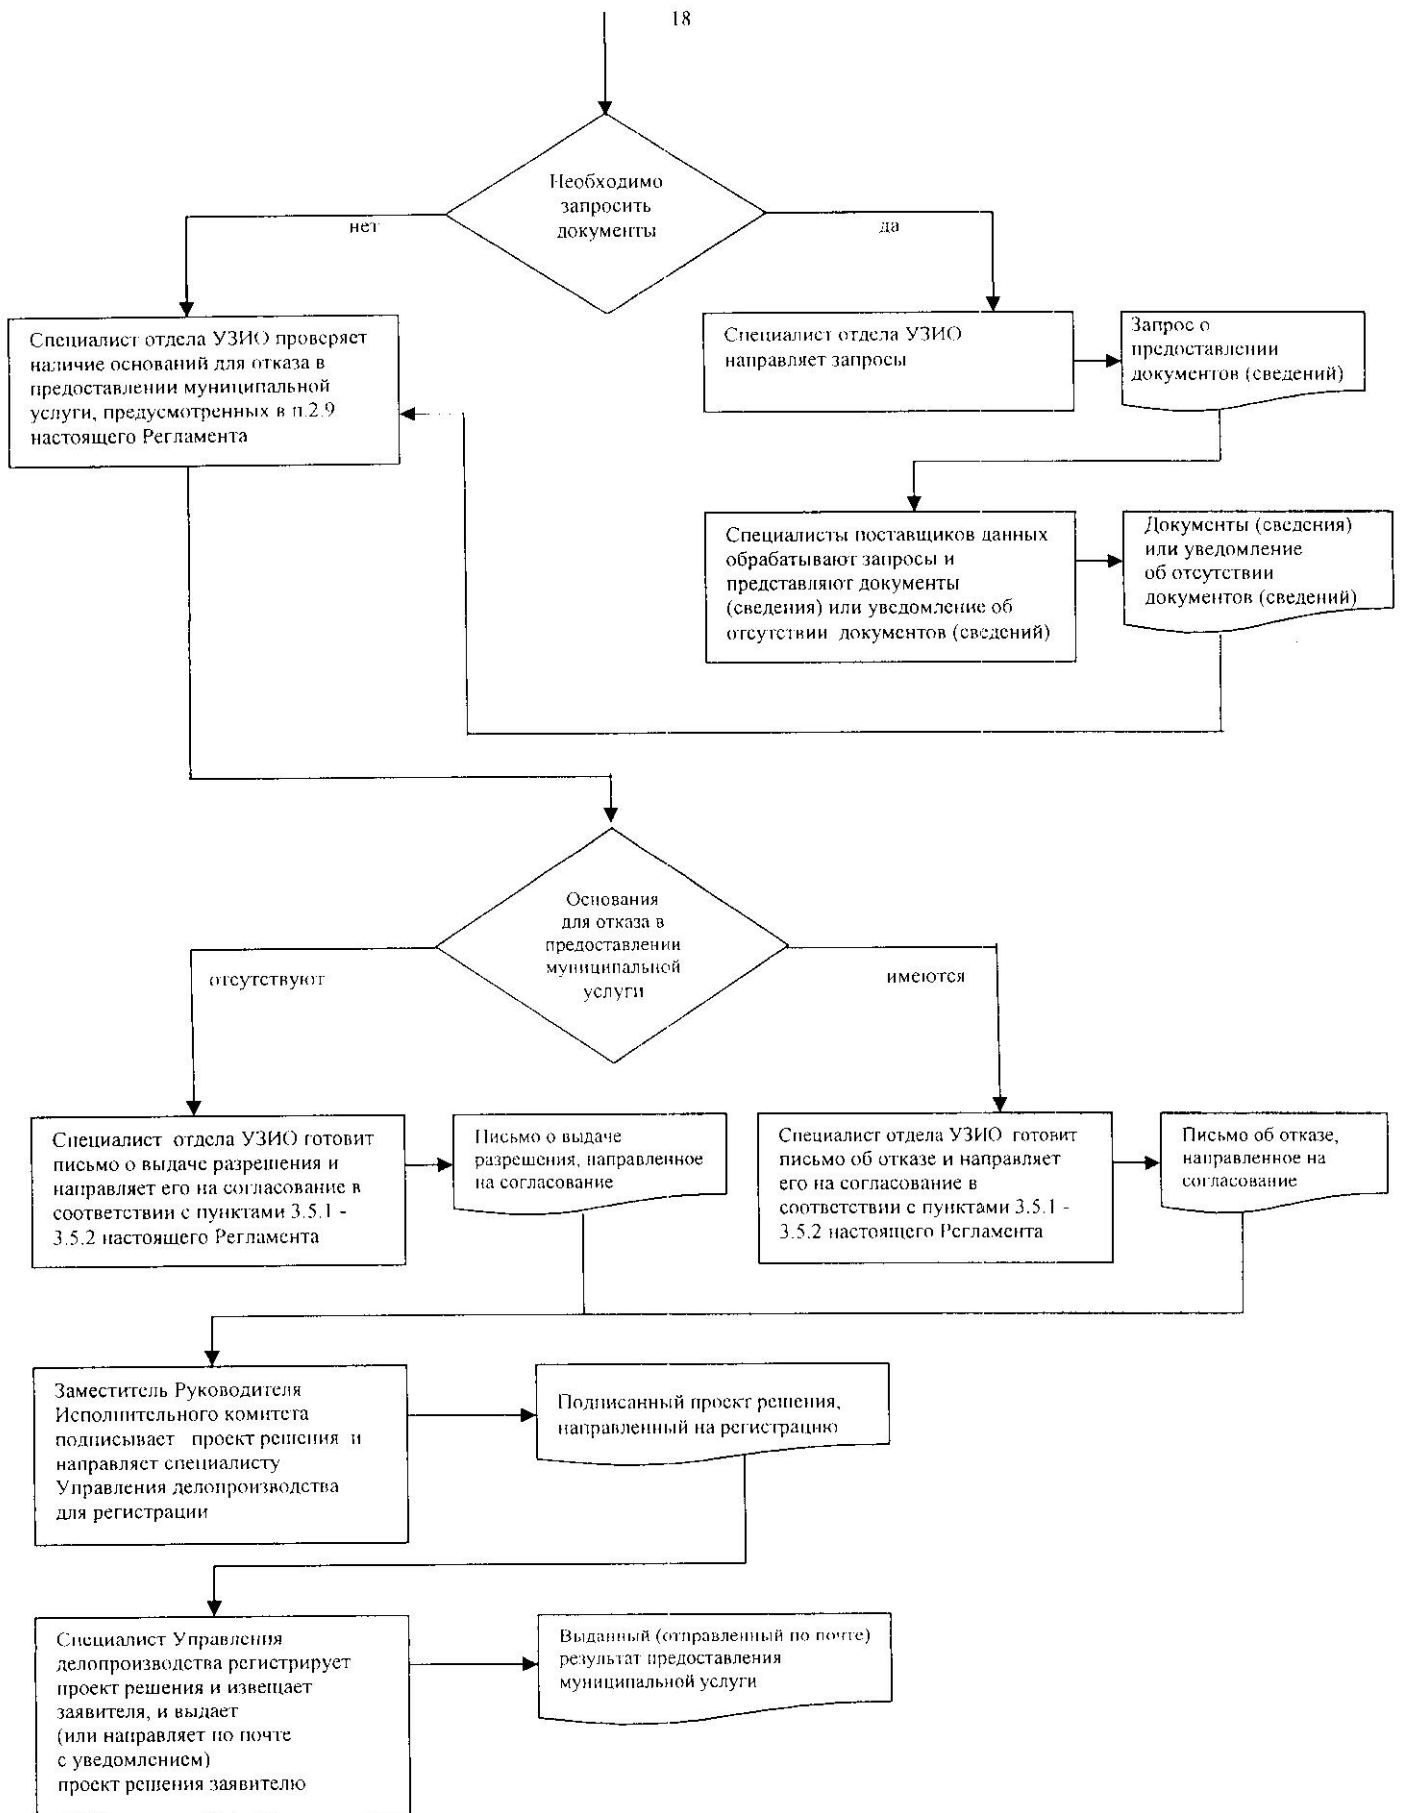 18
Необходимо
запросить
документы
нет
да
Специалист отдела УЗИО проверяет
наличие оснований для отказа в
предоставлении муниципальной
услуги, предусмотренных в п.2.9
настоящего Регламента
Специалист отдела УЗИО
направляет запросы
Запрос о
предоставлении
документов (сведений)
Специалисты поставщиков данных
обрабатывают запросы и
представляют документы
(сведения) или уведомление об
отсутствии документов (сведений)
Документы (сведения)
или уведомление
об отсутствии
документов (сведений)
Основания
для отказа в
предоставлении
муниципальной
услуги
отсутствуют
имеются
Специалист отдела УЗИО готовит
письмо о выдаче разрешения и
направляет его на согласование в
соответствии с пунктами 3.5.1 -
3.5.2 настоящего Регламента
Письмо о выдаче
разрешения, направленное
на согласование
Специалист отдела УЗИО готовит
письмо об отказе и направляет
его на согласование в
соответствии с пунктами 3.5.1 -
3.5.2 настоящего Регламента
Письмо об отказе,
направленное на
согласование
Заместитель Руководителя
Исполнительного комитета
подписывает проект решения и
направляет специалисту
Управления делопроизводства
для регистрации
Подписанный проект решения,
направленный на регистрацию
Специалист Управления
делопроизводства регистрирует
проект решения и извещает
заявителя, и выдает
(или направляет по почте
с уведомлением)
проект решения заявителю
Выданный (отправленный по почте)
результат предоставления
муниципальной услуги